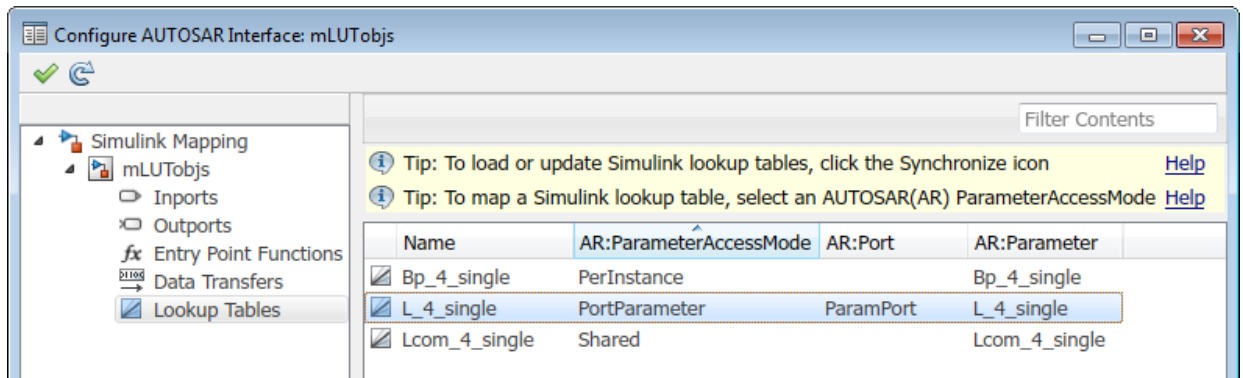 Configure AUTOSAR Interface: mLUTobjs
Filter Contents
Simulink Mapping
mLUTobjs
Inports
Outports
fx Entry Point Functions
Data Transfers
Lookup Tables
Tip: To load or update Simulink lookup tables, click the Synchronize icon Help
Tip: To map a Simulink lookup table, select an AUTOSAR(AR) ParameterAccessMode Help
Name AR:ParameterAccessMode AR:Port AR:Parameter
Bp_4_single PerInstance Bp_4_single
L_4_single PortParameter ParamPort L_4_single
Lcom_4_single Shared Lcom_4_single